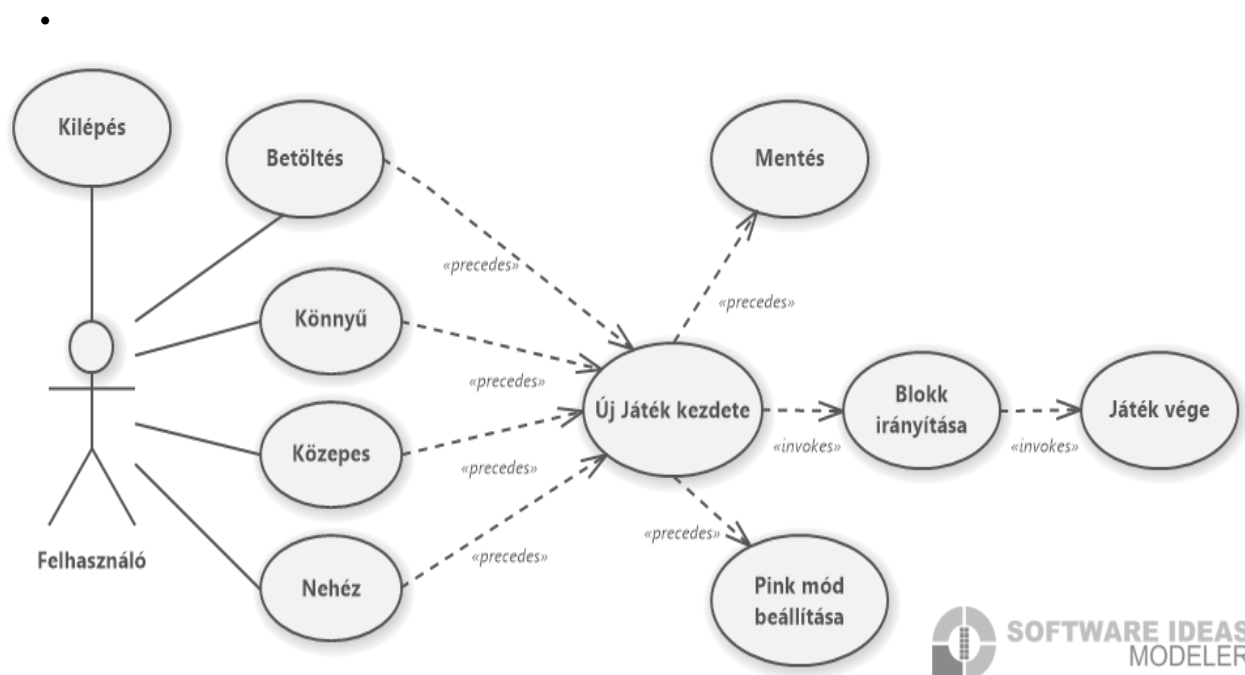 Kilépés
Betöltés
Mentés
«precedes»
«precedes»
Könnyű
«precedes»
Új Játék kezdete
Blokk
irányítása
Játék vége
«invokes»
«invokes»
Közepes
«precedes»
«precedes»
«precedes»
Felhasználó
Nehéz
Pink mód
beállítása
SOFTWARE IDEAS
MODELER